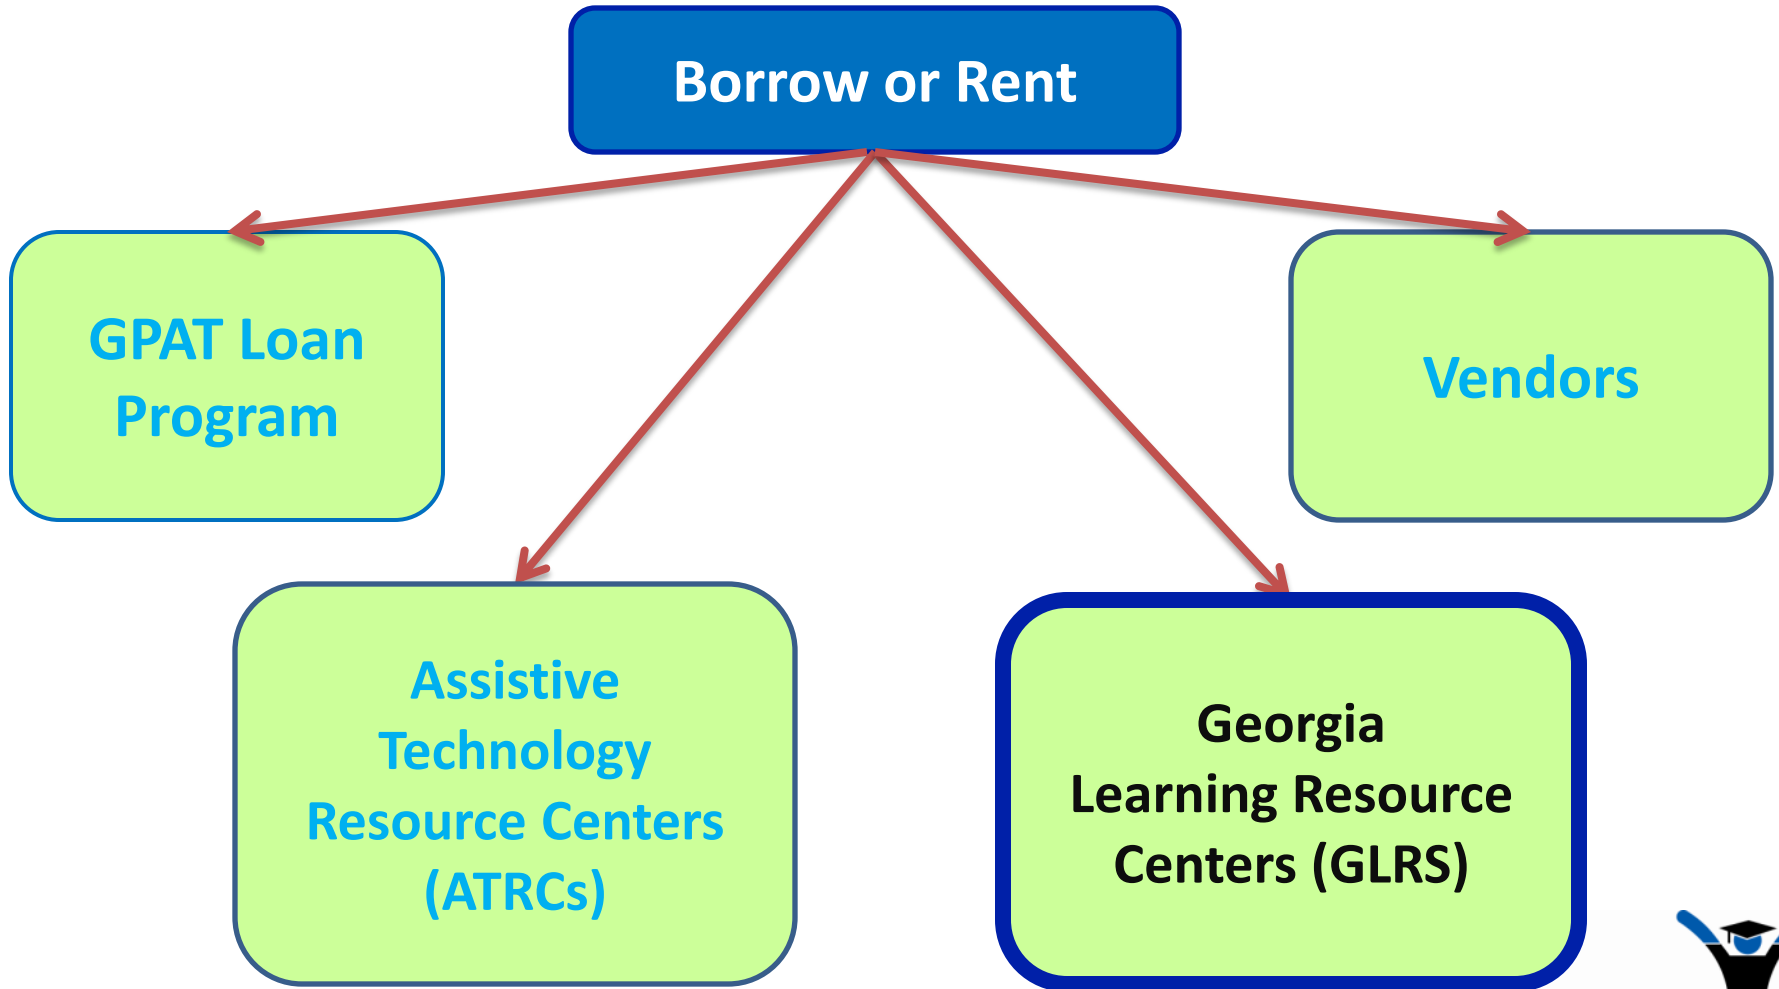 Borrow or Rent
GPAT Loan
Program
Vendors
Assistive
Technology
Resource Centers
(ATRCs)
Georgia
Learning Resource
Centers (GLRS)